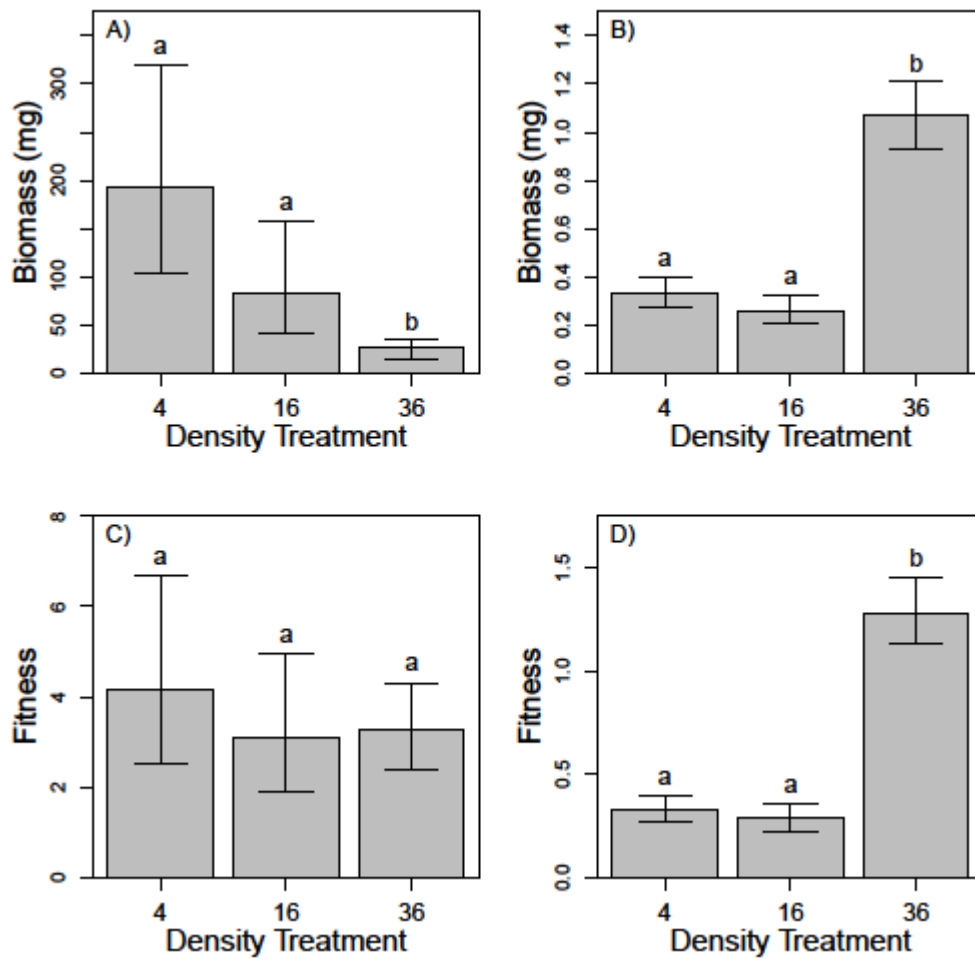 A)
a
a
b
Biomass (mg)
300
200
100
50
0
4 16 36
Density Treatment
B)
a
a
b
Biomass (mg)
1.4
1.2
1.0
0.8
0.6
0.4
0.2
0.0
4 16 36
Density Treatment
C)
a
a
a
Fitness
8
6
4
2
0
4 16 36
Density Treatment
D)
a
a
b
Fitness
1.5
1.0
0.5
0.0
4 16 36
Density Treatment